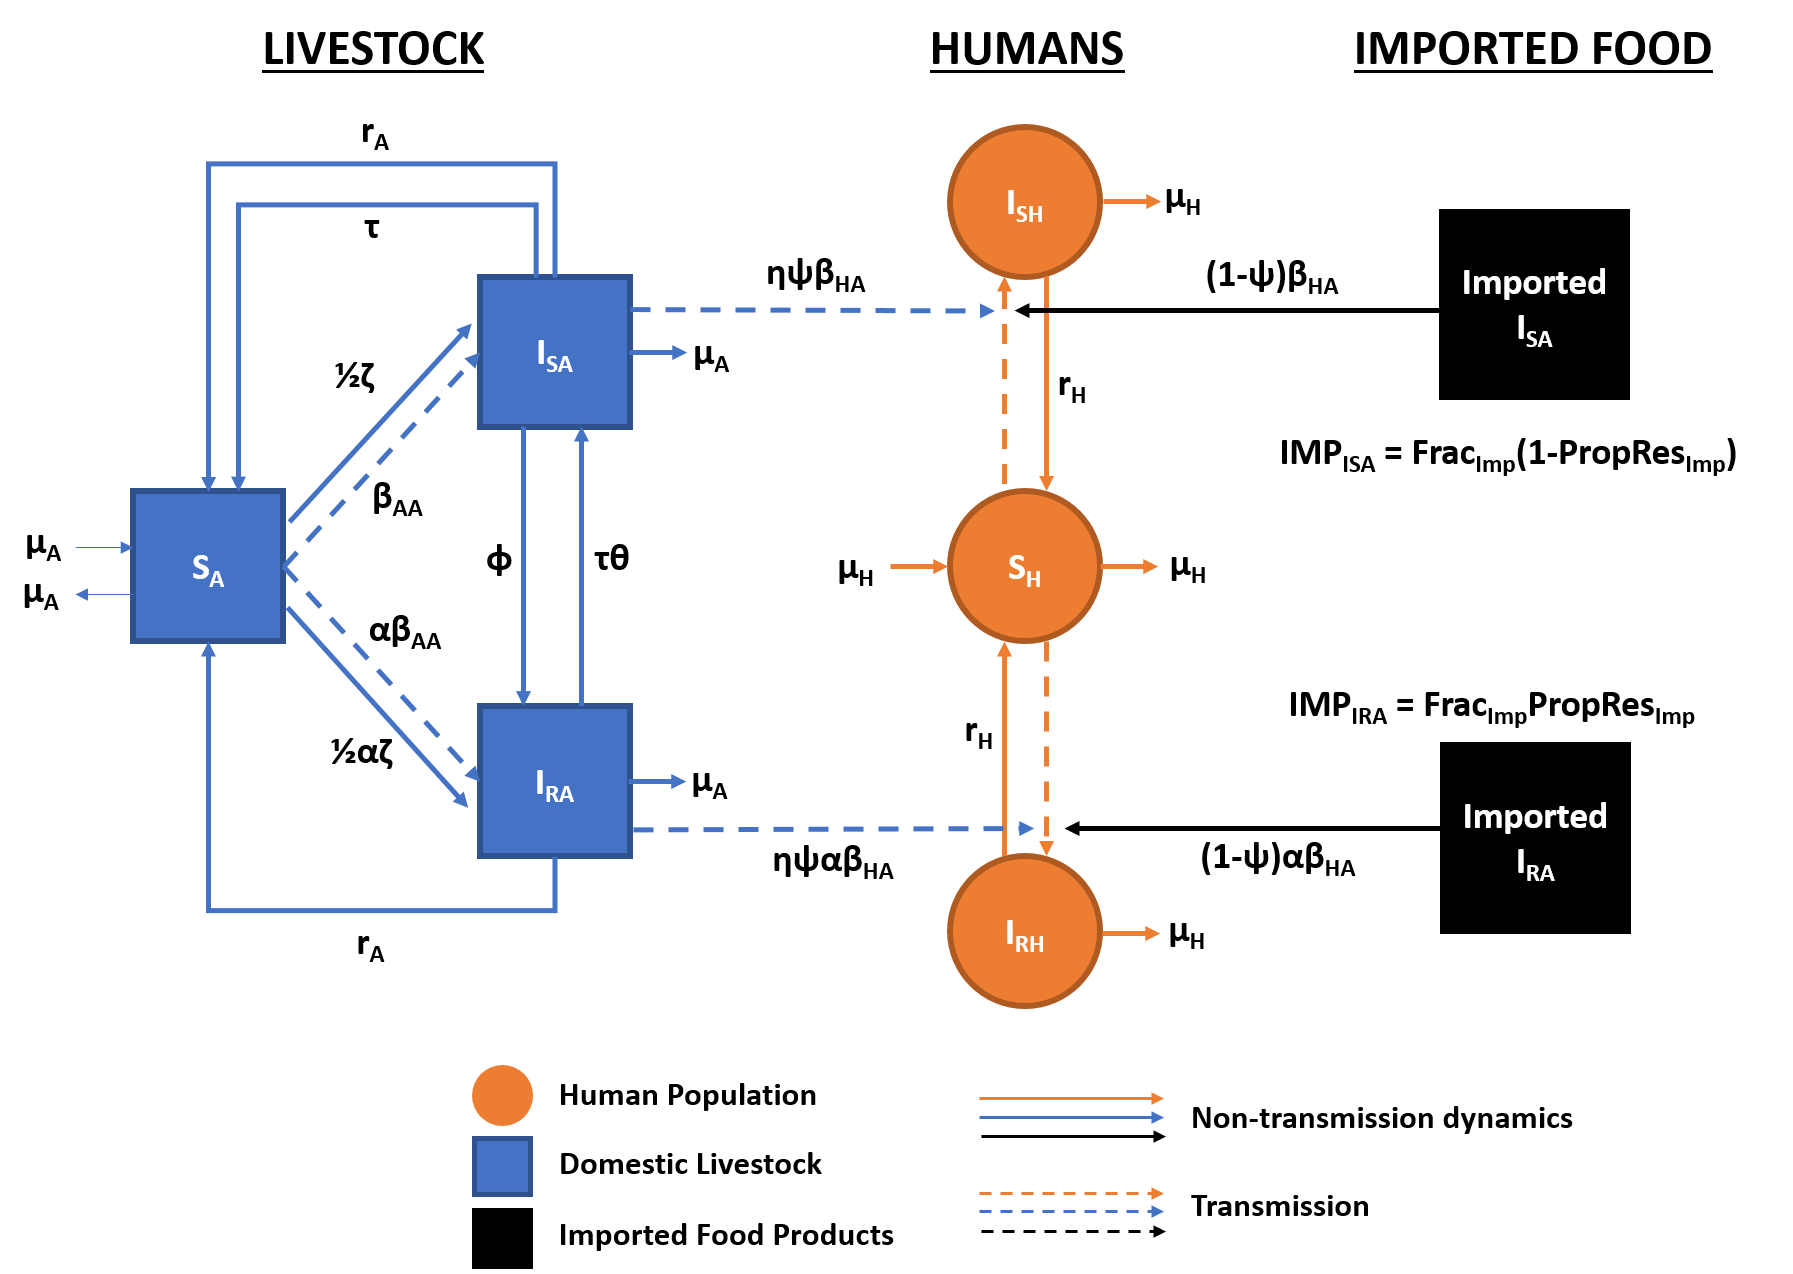 LIVESTOCK
HUMANS
IMPORTED FOOD
rA
τ
ISH
μH
ηψβHA
(1-ψ)βHA
Imported
ISA
ISA
μA
½ζ
rH
βAA
IMPISA = FracImp(1-PropResImp)
μA
μA
SA
ϕ
τθ
μH
SH
μH
αβAA
½αζ
rH
IMPIRA = FracImpPropResImp
IRA
μA
Imported
IRA
ηψαβHA
(1-ψ)αβHA
rA
IRH
μH
Human Population
Domestic Livestock
Imported Food Products
Non-transmission dynamics
Transmission